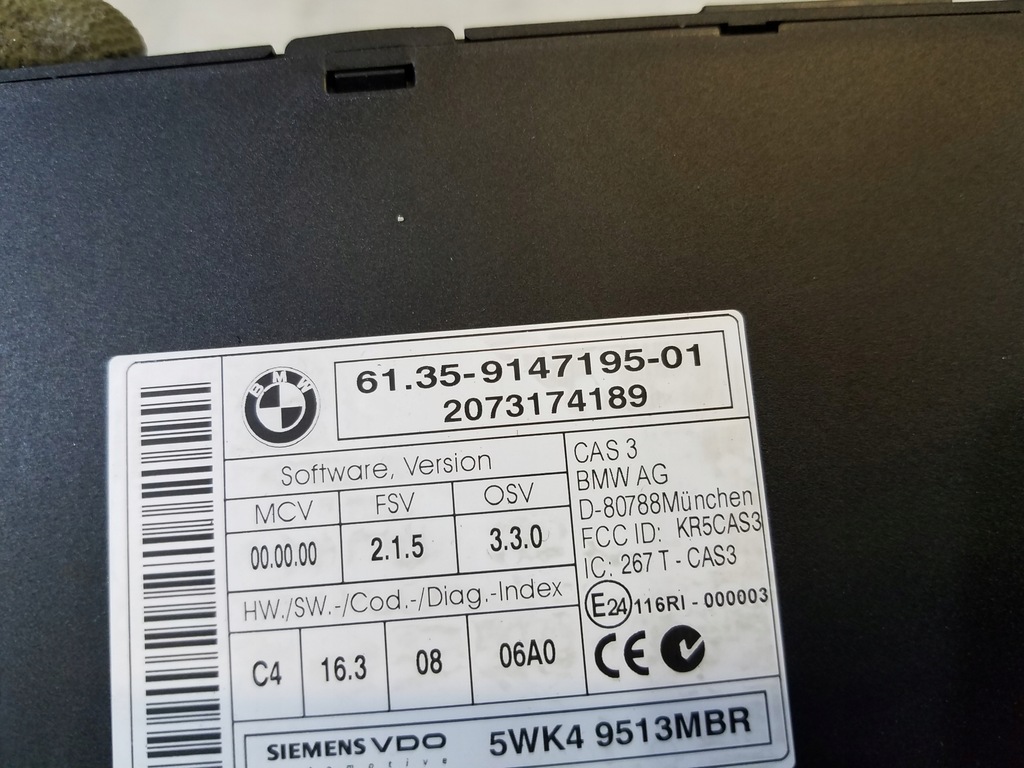 BMW
61.35-9147195-01
2073174189
Software, Version
MCV FSV OSV
00.00.00 2.1.5 3.3.0
HW./SW.-/Cod.-/Diag.-Index
C4 16.3 08 06A0
CAS 3
BMW AG
D-80788München
FCC ID: KR5CAS3
IC: 267 T - CAS3
E24 116RI - 000003
CE
SIEMENS VDO
5WK4 9513MBR